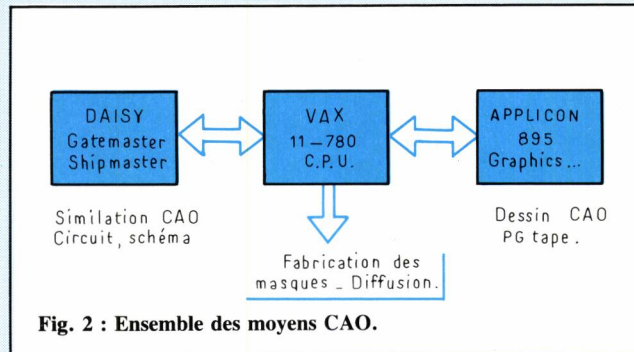 DAISY
Gatemaster
Shipmaster
VAX
11-780
C.P.U.
APPLICON
895
Graphics...
Similation CAO
Circuit, schéma
Dessin CAO
PG tape.
Fabrication des
masques _ Diffusion.
Fig. 2 : Ensemble des moyens CAO.